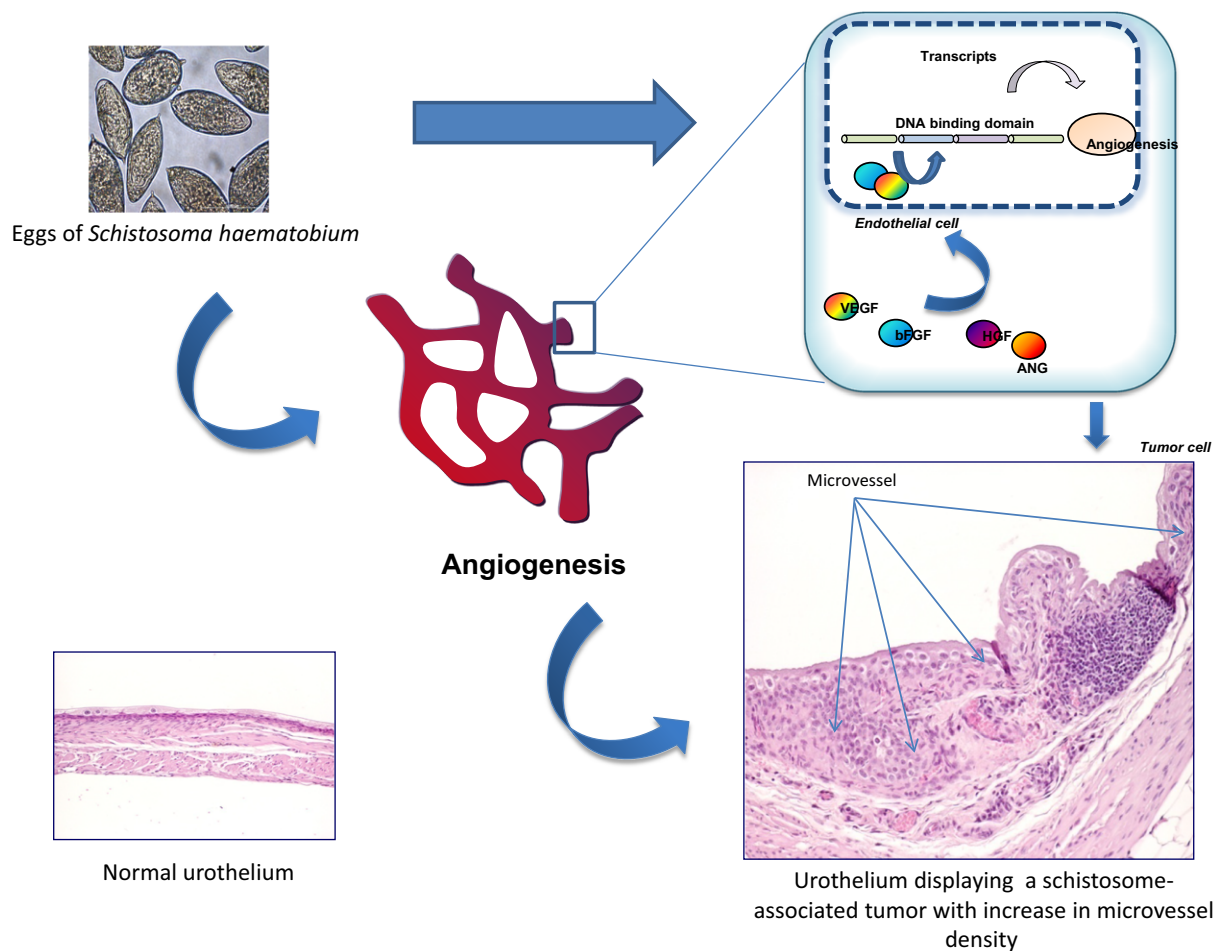 Transcripts
DNA binding domain
Angiogenesis
Eggs of Schistosoma haematobium
Endothelial cell
VEGF
bFGF
HGF
ANG
Tumor cell
Microvessel
Angiogenesis
Normal urothelium
Urothelium displaying a schistosome-
associated tumor with increase in microvessel
density